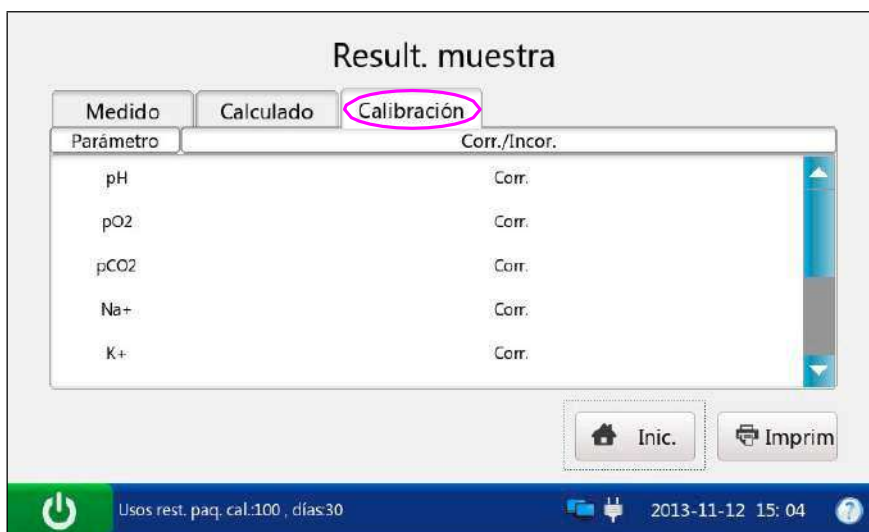 Result. muestra
Medido Calculado Calibración
Parámetro Corr./Incor.
pH Corr.
pO2 Corr.
pCO2 Corr.
Na+ Corr.
K+ Corr.
Inic. Imprim
Usos rest. paq. cal.:100 , días:30 2013-11-12 15: 04 ?